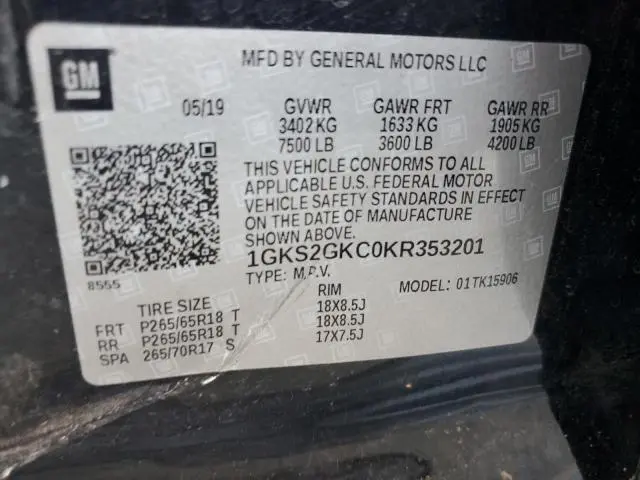 GM
MFD BY GENERAL MOTORS LLC
05/19 GVWR GAWR FRT GAWR RR
3402 KG 1633 KG 1905 KG
7500 LB 3600 LB 4200 LB
THIS VEHICLE CONFORMS TO ALL
APPLICABLE U.S. FEDERAL MOTOR
VEHICLE SAFETY STANDARDS IN EFFECT
ON THE DATE OF MANUFACTURE
SHOWN ABOVE.
1GKS2GKC0KR353201
8555
TYPE: M.P.V. MODEL: 01TK15906
TIRE SIZE RIM
FRT P265/65R18 T 18X8.5J
RR P265/65R18 T 18X8.5J
SPA 265/70R17 S 17X7.5J